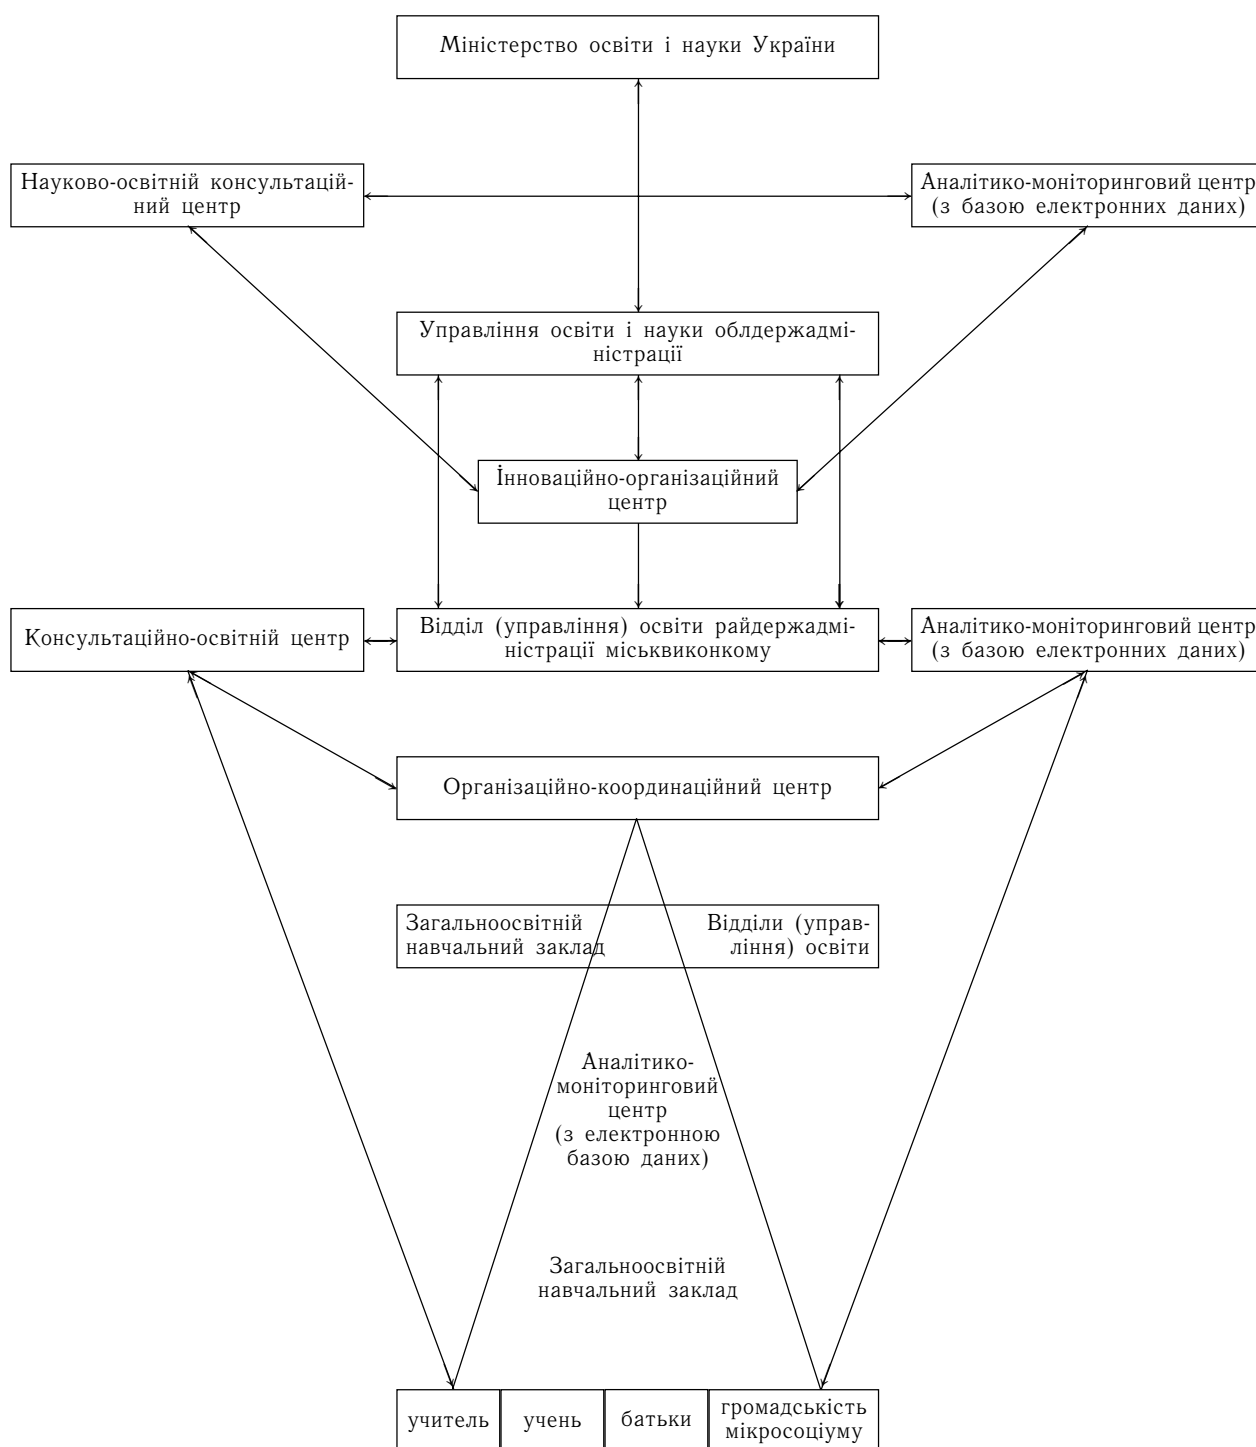 Міністерство освіти і науки України
Науково-освітній консультацій-
ний центр
Аналітико-моніторинговий центр
(з базою електронних даних)
Управління освіти і науки облдержадмі-
ністрації
Інноваційно-організаційний
центр
Консультаційно-освітній центр
Відділ (управління) освіти райдержадмі-
ністрації міськвиконкому
Аналітико-моніторинговий центр
(з базою електронних даних)
Організаційно-координаційний центр
Загальноосвітній
навчальний заклад
Відділи (управ-
ління) освіти
Аналітико-
моніторинговий
центр
(з електронною
базою даних)
Загальноосвітній
навчальний заклад
учитель
учень
батьки
громадськість
мікросоціуму